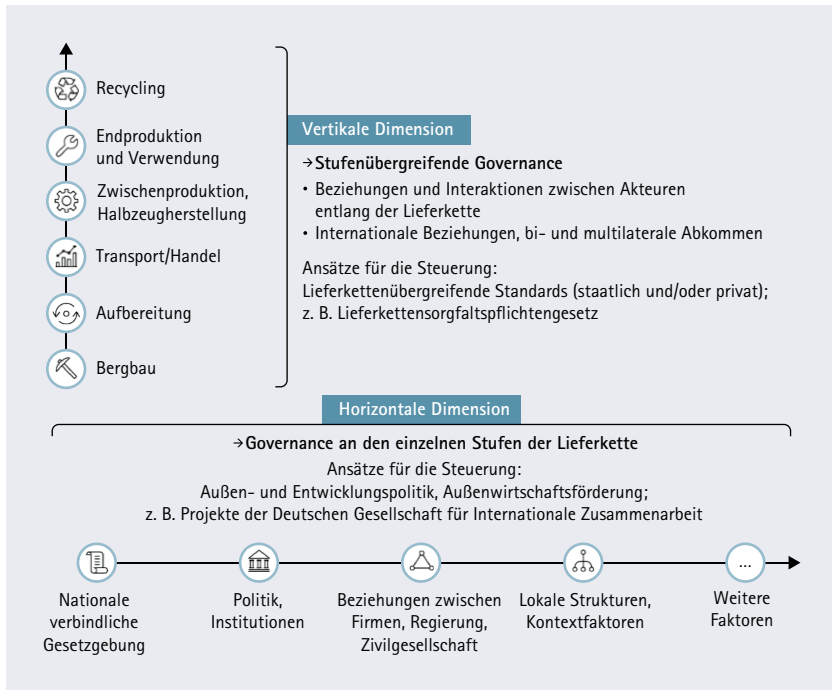 Recycling
Endproduktion
und Verwendung
Zwischenproduktion,
Halbzeugherstellung
Transport/Handel
Aufbereitung
Bergbau
Vertikale Dimension
→Stufenübergreifende Governance
• Beziehungen und Interaktionen zwischen Akteuren
entlang der Lieferkette
• Internationale Beziehungen, bi- und multilaterale Abkommen
Ansätze für die Steuerung:
Lieferkettenübergreifende Standards (staatlich und/oder privat);
z. B. Lieferkettensorgfaltspflichtengesetz
Horizontale Dimension
→Governance an den einzelnen Stufen der Lieferkette
Ansätze für die Steuerung:
Außen- und Entwicklungspolitik, Außenwirtschaftsförderung;
z. B. Projekte der Deutschen Gesellschaft für Internationale Zusammenarbeit
Nationale
verbindliche
Gesetzgebung
Politik,
Institutionen
Beziehungen zwischen
Firmen, Regierung,
Zivilgesellschaft
Lokale Strukturen,
Kontextfaktoren
...
Weitere
Faktoren